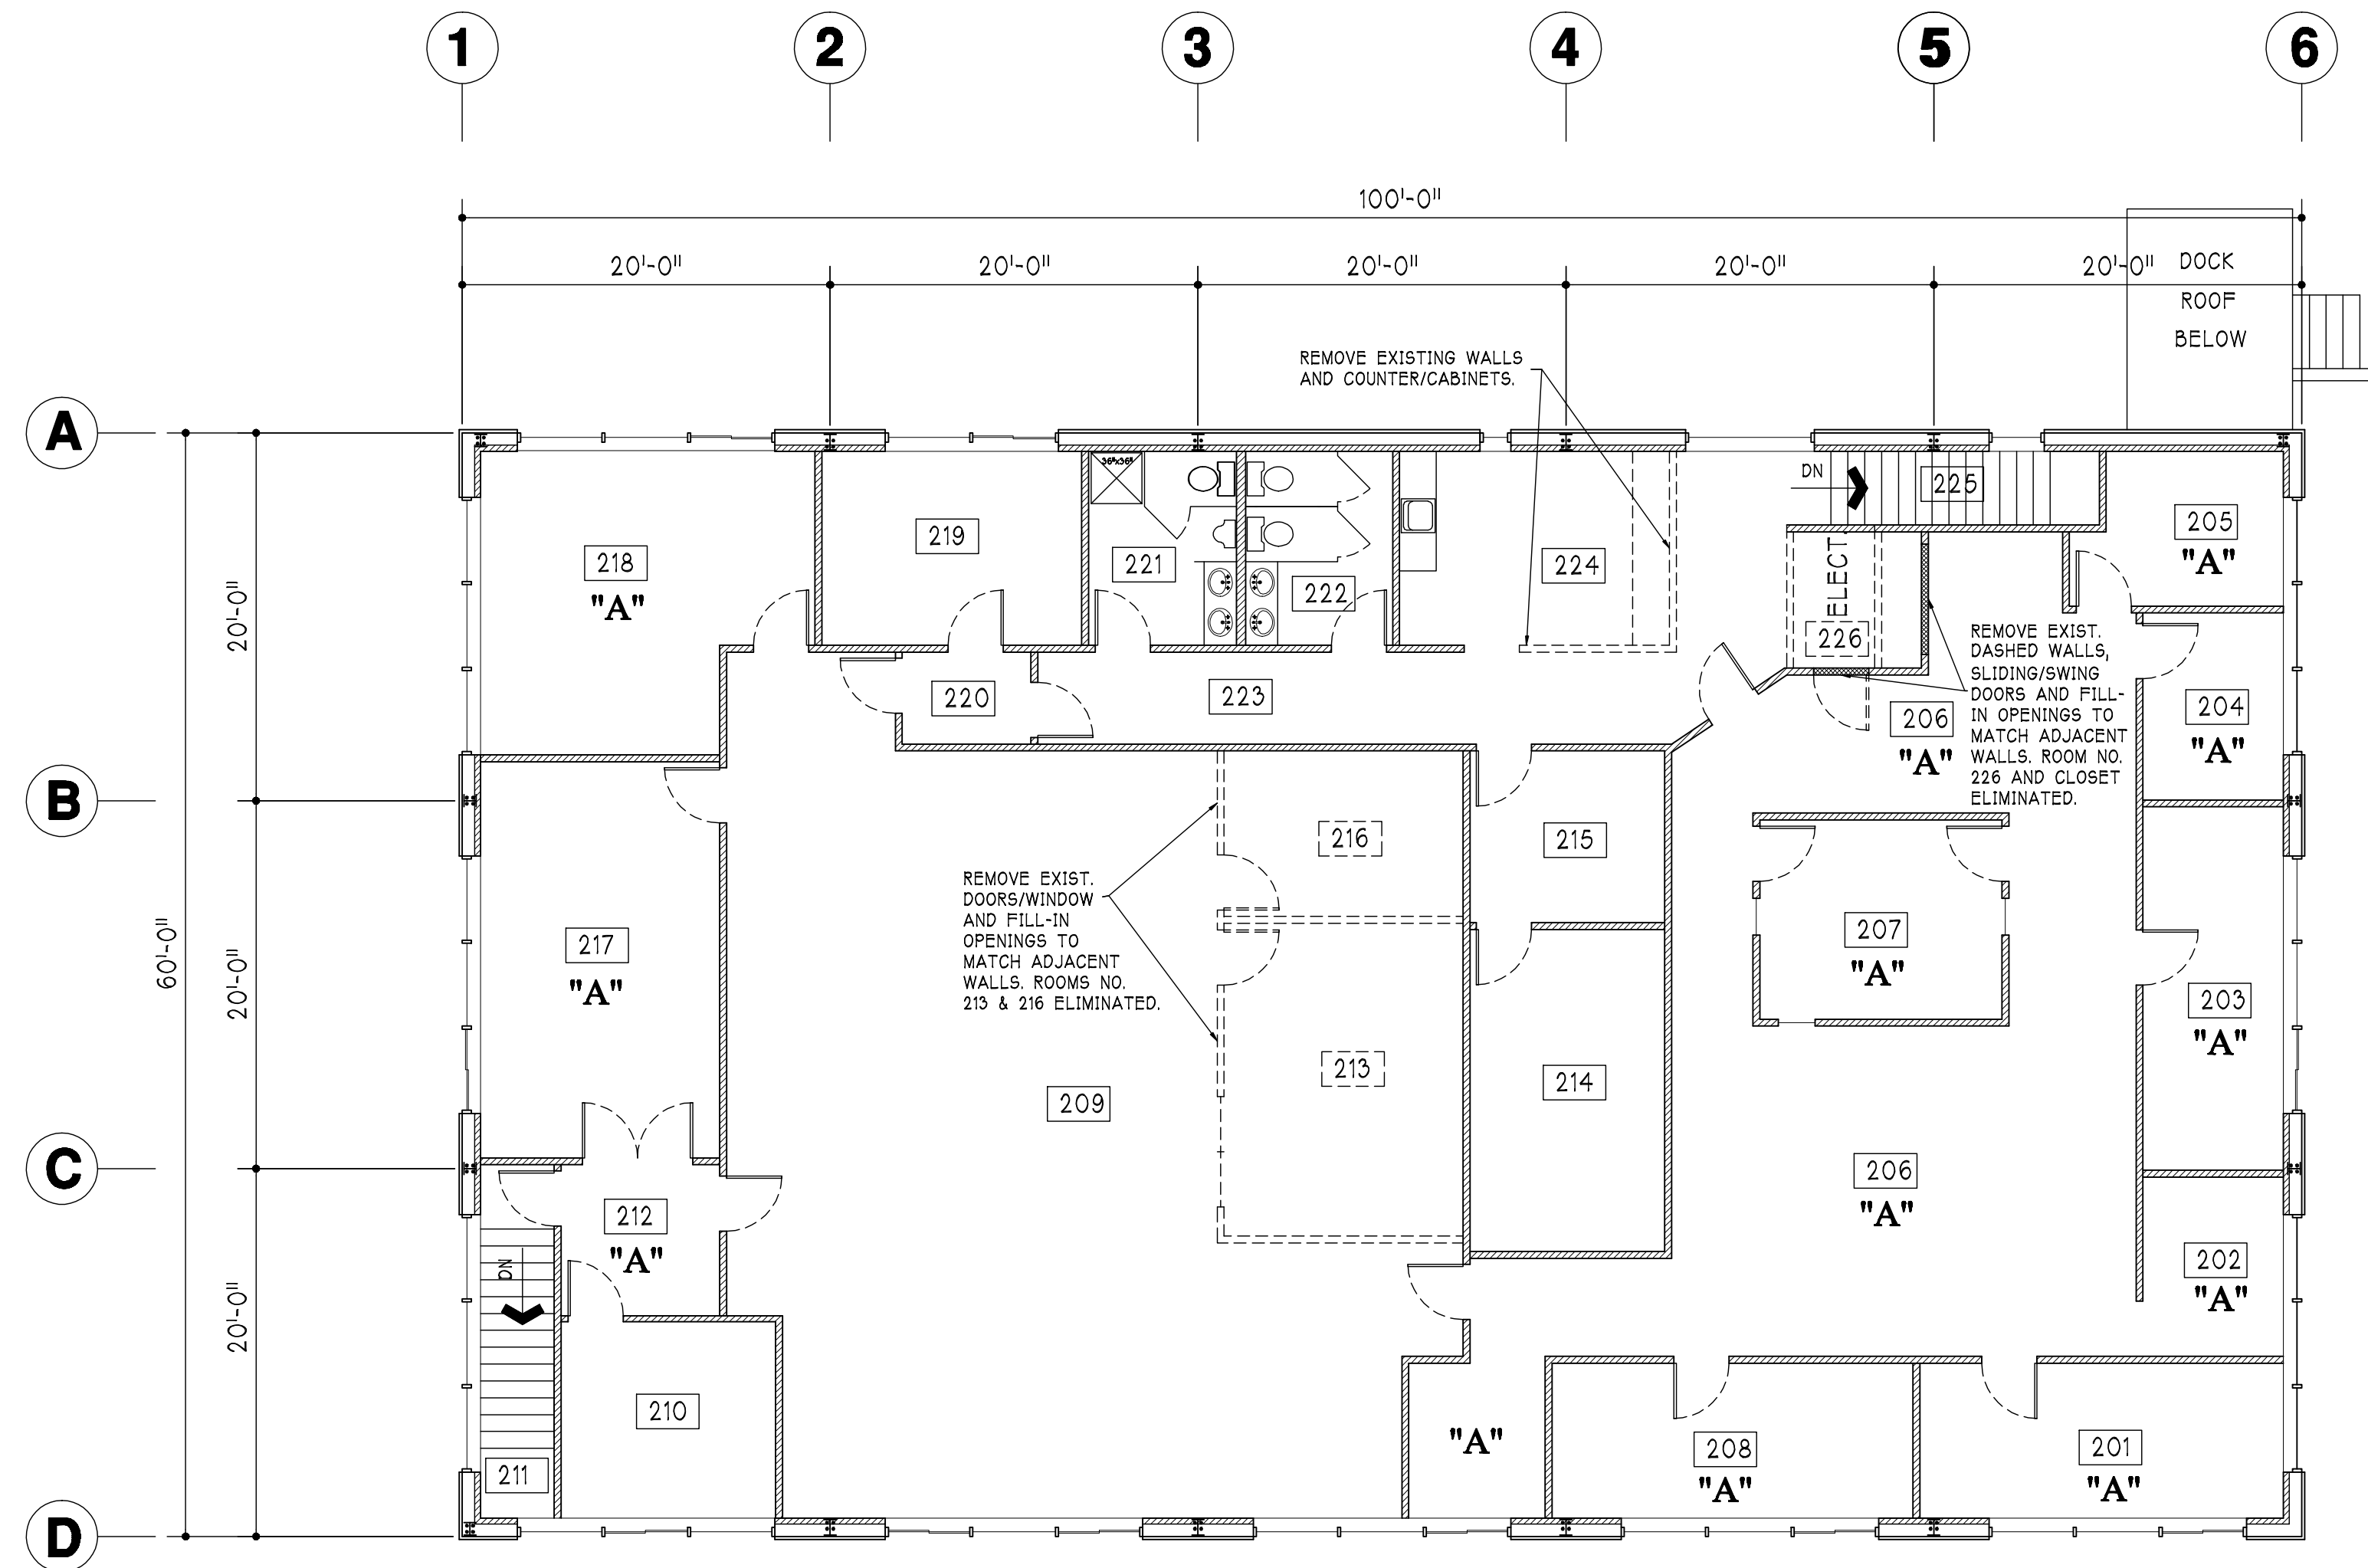 1 2 3 4 5 6
100'-0"
20'-0" 20'-0" 20'-0" 20'-0" 20'-0"
DOCK
ROOF
BELOW
REMOVE EXISTING WALLS
AND COUNTER/CABINETS.
A
B
C
D
60'-0"
20'-0"
20'-0"
20'-0"
218
"A"
219
36"x36"
221
222
224
DN
225
205
"A"
ELECT.
226
REMOVE EXIST.
DASHED WALLS,
SLIDING/SWING
DOORS AND FILL-
IN OPENINGS TO
MATCH ADJACENT
WALLS. ROOM NO.
226 AND CLOSET
ELIMINATED.
220
223
206
"A"
204
"A"
216
215
REMOVE EXIST.
DOORS/WINDOW
AND FILL-IN
OPENINGS TO
MATCH ADJACENT
WALLS. ROOMS NO.
213 & 216 ELIMINATED.
217
"A"
207
"A"
203
"A"
213
214
209
206
"A"
212
"A"
DN
202
"A"
210
211
"A"
208
"A"
201
"A"